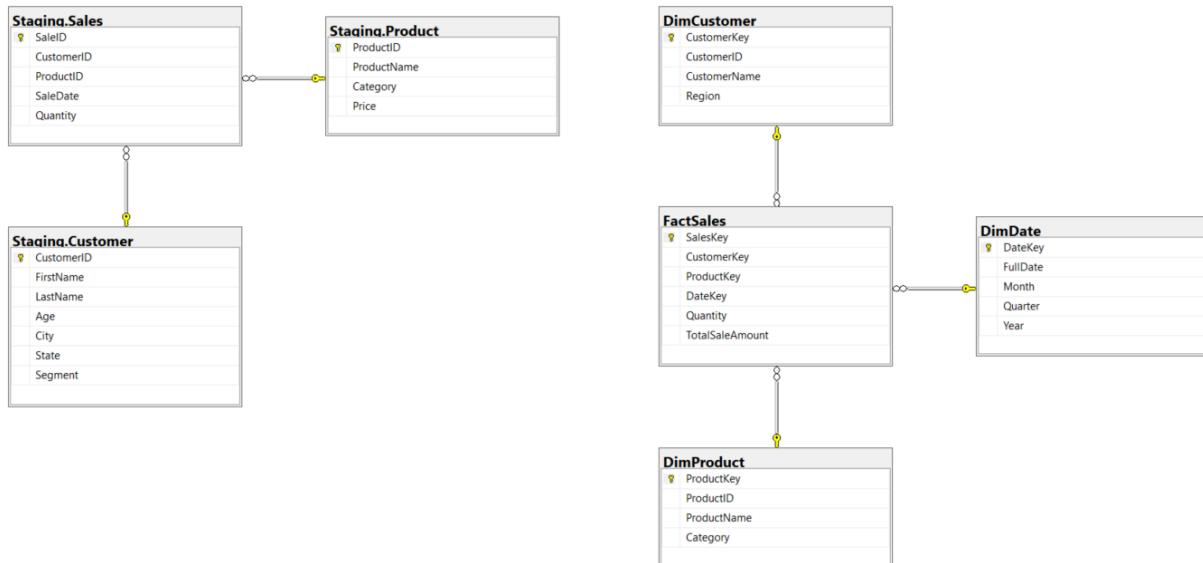 Staging.Sales
SaleID
CustomerID
ProductID
SaleDate
Quantity
Staging.Product
ProductID
ProductName
Category
Price
Staging.Customer
CustomerID
FirstName
LastName
Age
City
State
Segment
DimCustomer
CustomerKey
CustomerID
CustomerName
Region
FactSales
SalesKey
CustomerKey
ProductKey
DateKey
Quantity
TotalSaleAmount
DimDate
DateKey
FullDate
Month
Quarter
Year
DimProduct
ProductKey
ProductID
ProductName
Category